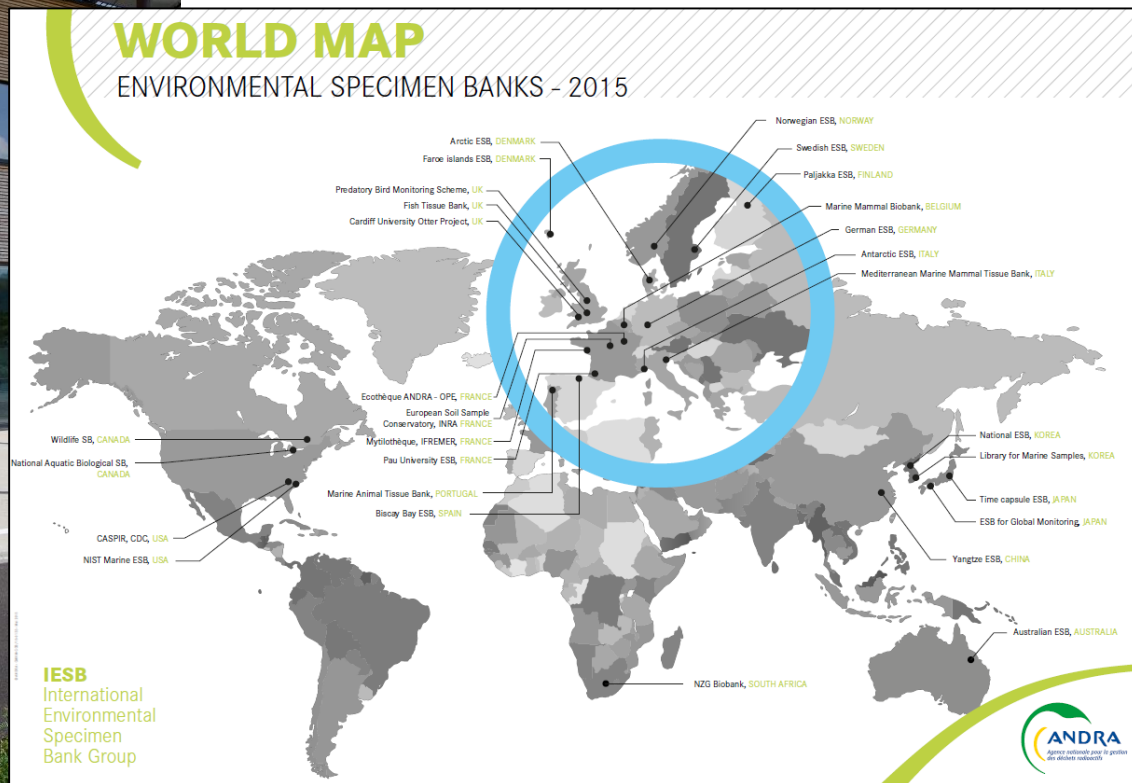 WORLD MAP
ENVIRONMENTAL SPECIMEN BANKS - 2015
Arctic ESB, DENMARK
Faroe islands ESB, DENMARK
Predatory Bird Monitoring Scheme, UK
Fish Tissue Bank, UK
Cardiff University Otter Project, UK
Norwegian ESB, NORWAY
Swedish ESB, SWEDEN
Paljakka ESB, FINLAND
Marine Mammal Biobank, BELGIUM
German ESB, GERMANY
Antarctic ESB, ITALY
Mediterranean Marine Mammal Tissue Bank, ITALY
Ecothèque ANDRA - OPE, FRANCE
European Soil Sample
Conservatory, INRA FRANCE
Mytilothèque, IFREMER, FRANCE
Pau University ESB, FRANCE
Marine Animal Tissue Bank, PORTUGAL
Biscay Bay ESB, SPAIN
Wildlife SB, CANADA
National Aquatic Biological SB,
CANADA
CASPIR, CDC, USA
NIST Marine ESB, USA
National ESB, KOREA
Library for Marine Samples, KOREA
Time capsule ESB, JAPAN
ESB for Global Monitoring, JAPAN
Yangtze ESB, CHINA
Australian ESB, AUSTRALIA
NZG Biobank, SOUTH AFRICA
IESB
International
Environmental
Specimen
Bank Group
ANDRA
Agence nationale pour la gestion
des déchets radioactifs